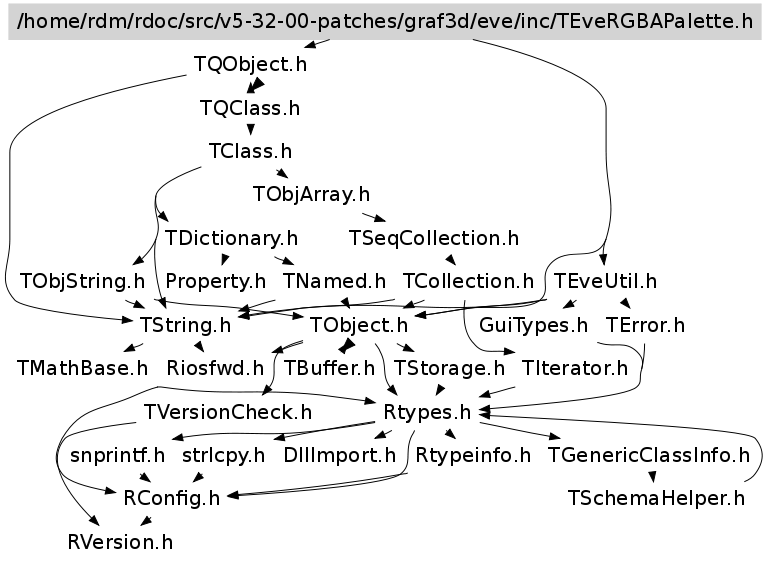 /home/rdm/rdoc/src/v5-32-00-patches/graf3d/eve/inc/TEveRGBAPalette.h
TQObject.h
TQClass.h
TClass.h
TObjArray.h
TDictionary.h TSeqCollection.h
TObjString.h Property.h TNamed.h TCollection.h TEveUtil.h
TString.h TObject.h GuiTypes.h TError.h
TMathBase.h Riosfwd.h TBuffer.h TStorage.h TIterator.h
TVersionCheck.h Rtypes.h
snprintf.h strlcpy.h DllImport.h Rtypeinfo.h TGenericClassInfo.h
RConfig.h TSchemaHelper.h
RVersion.h